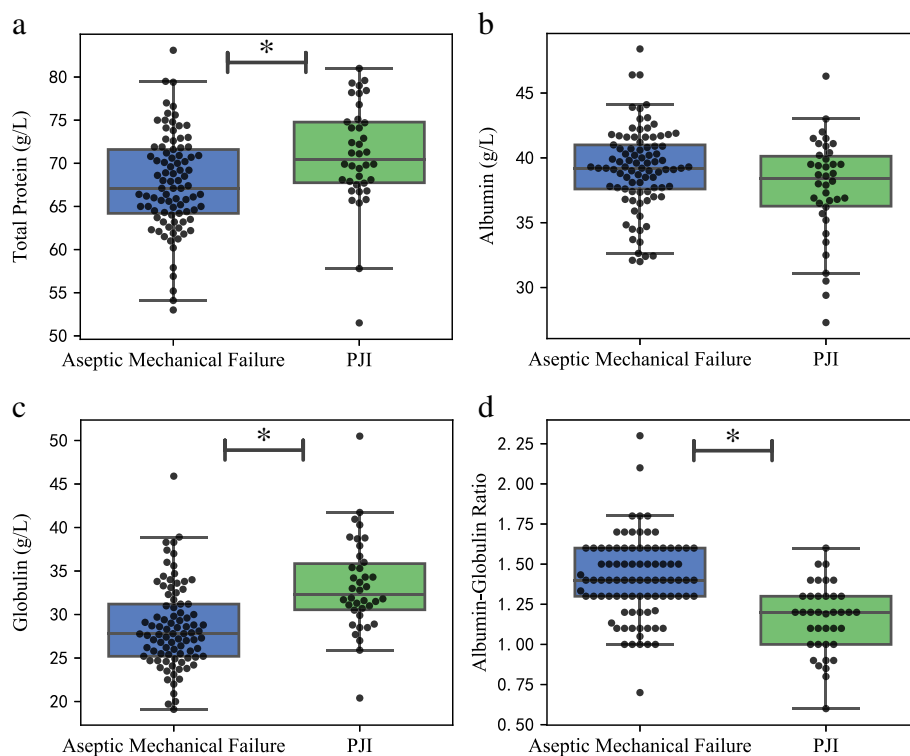 a
Total Protein (g/L)
80
75
70
65
60
55
50
*
Aseptic Mechanical Failure
PJI
b
Albumin (g/L)
45
40
35
30
Aseptic Mechanical Failure
PJI
c
Globulin (g/L)
50
45
40
35
30
25
20
*
Aseptic Mechanical Failure
PJI
d
Albumin-Globulin Ratio
2.25
2.00
1.75
1.50
1.25
1.00
0.75
0.50
*
Aseptic Mechanical Failure
PJI